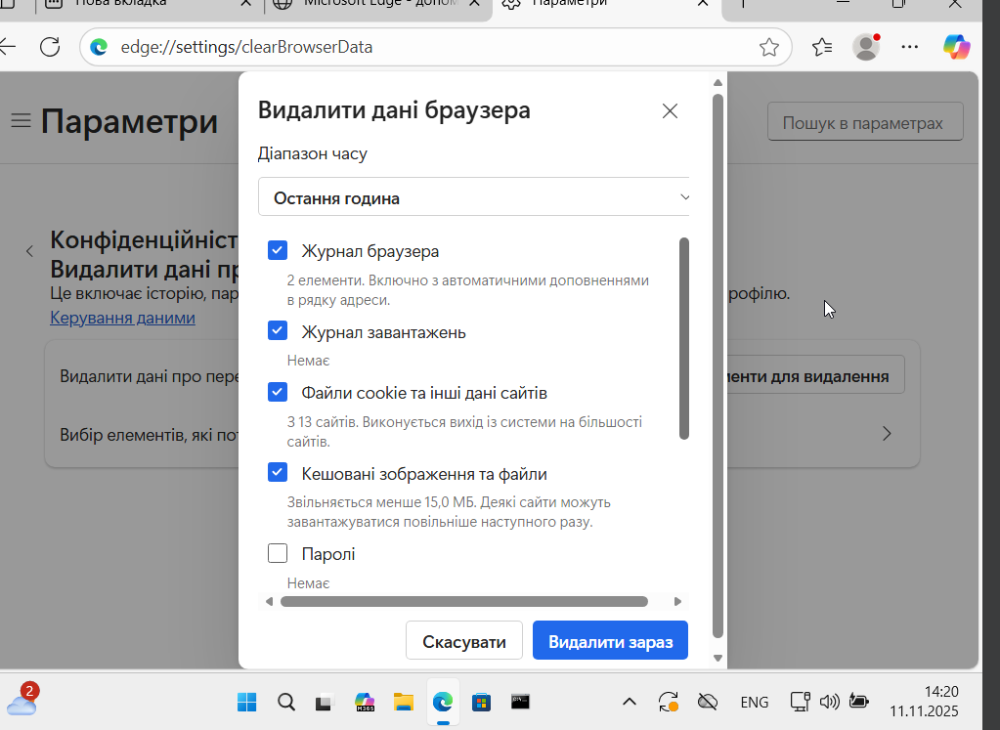 Нова вкладка
Microsoft Edge - допом
Параметри
edge://settings/clearBrowserData
Видалити дані браузера
Параметри
Пошук в параметрах
Діапазон часу
Остання година
Конфіденційніст
Видалити дані пр
Це включає історію, пар
рофілю.
Керування даними
Журнал браузера
2 елементи. Включно з автоматичними доповненнями
в рядку адреси.
Журнал завантажень
Немає
Видалити дані про пере
менти для видалення
Файли cookie та інші дані сайтів
З 13 сайтів. Виконується вихід із системи на більшості
сайтів.
Вибір елементів, які пот
Кешовані зображення та файли
Звільняється менше 15,0 МБ. Деякі сайти можуть
завантажуватися повільніше наступного разу.
Паролі
Немає
Скасувати
Видалити зараз
2
M365
ENG
14:20
11.11.2025